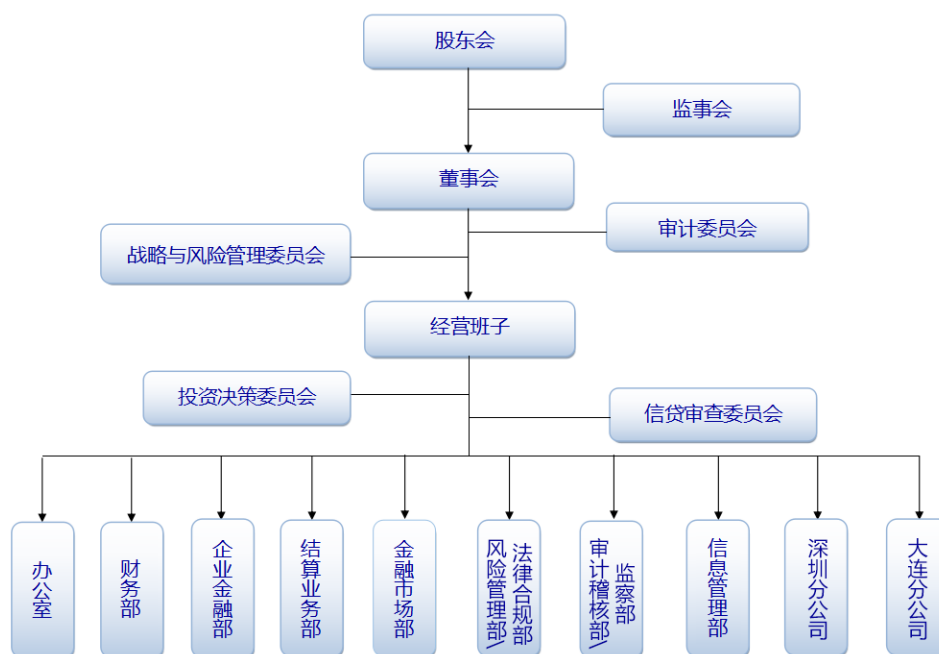 股东会
监事会
董事会
审计委员会
战略与风险管理委员会
经营班子
投资决策委员会
信贷审查委员会
办公室
财务部
企业金融部
结算业务部
金融市场部
风险管理部\
法律合规部
审计稽核部\
监察部
信息管理部
深圳分公司
大连分公司